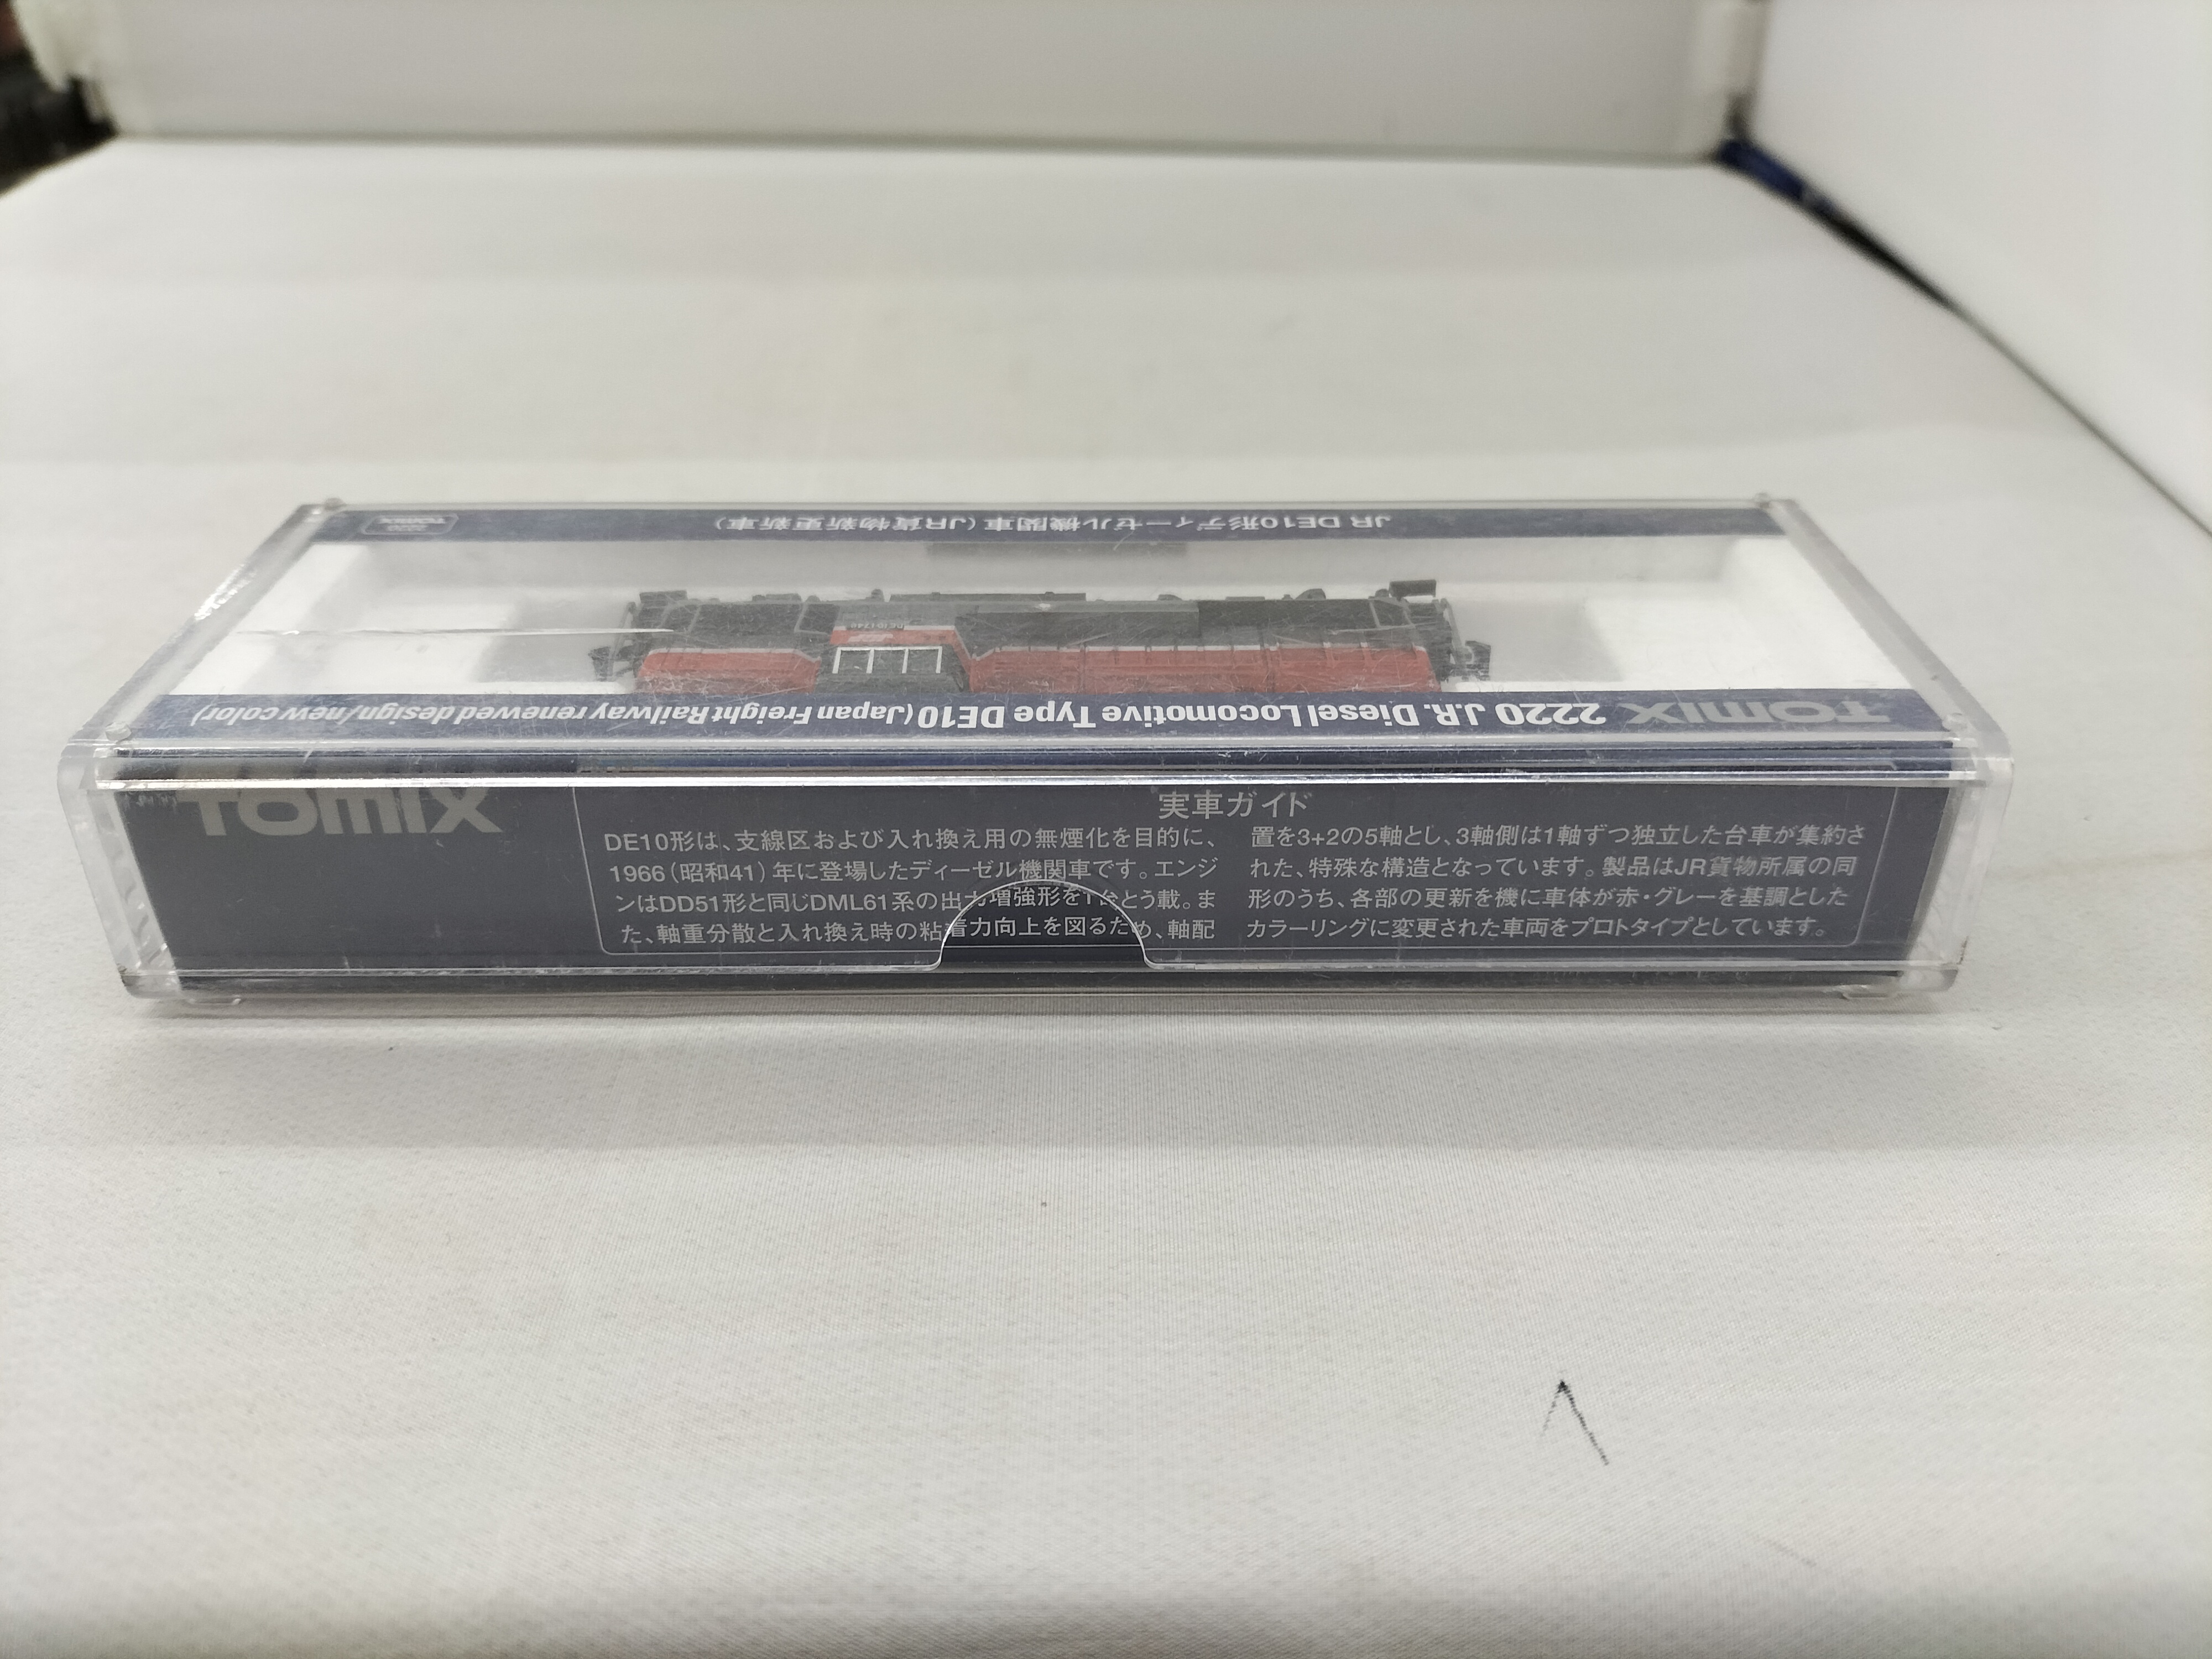 JR DE10形ディーゼル機関車(JR貨物新更新車)
TOMIX
TOMIX 2220 J.R. Diesel Locomotive Type DE10 (Japan Freight Railway renewed design/new color)
TOMIX
実車ガイド
DE10形は、支線区および入れ換え用の無煙化を目的に、
1966(昭和41)年に登場したディーゼル機関車です。エンジ
ンはDD51形と同じDML61系の出力増強形を1台とう載。ま
た、軸重分散と入れ換え時の粘着力向上を図るため、軸配
置を3+2の5軸とし、3軸側は1軸ずつ独立した台車が集約さ
れた、特殊な構造となっています。製品はJR貨物所属の同
形のうち、各部の更新を機に車体が赤・グレーを基調とした
カラーリングに変更された車両をプロトタイプとしています。